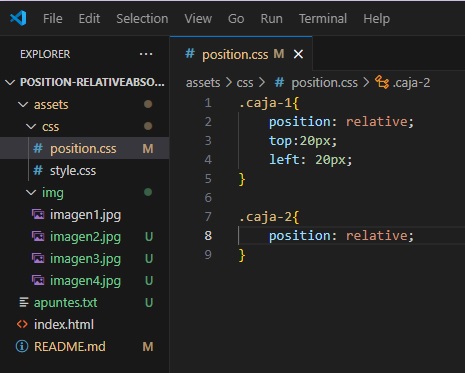 File Edit Selection View Go Run Terminal Help
EXPLORER ...
POSITION-RELATIVEABSO...
assets
css
# position.css M
# style.css
img
imagen1.jpg
imagen2.jpg U
imagen3.jpg U
imagen4.jpg U
apuntes.txt U
<> index.html
README.md M
# position.css M ×
assets > css > # position.css > .caja-2
1 .caja-1{
2 position: relative;
3 top:20px;
4 left: 20px;
5 }
6
7 .caja-2{
8 position: relative;
9 }